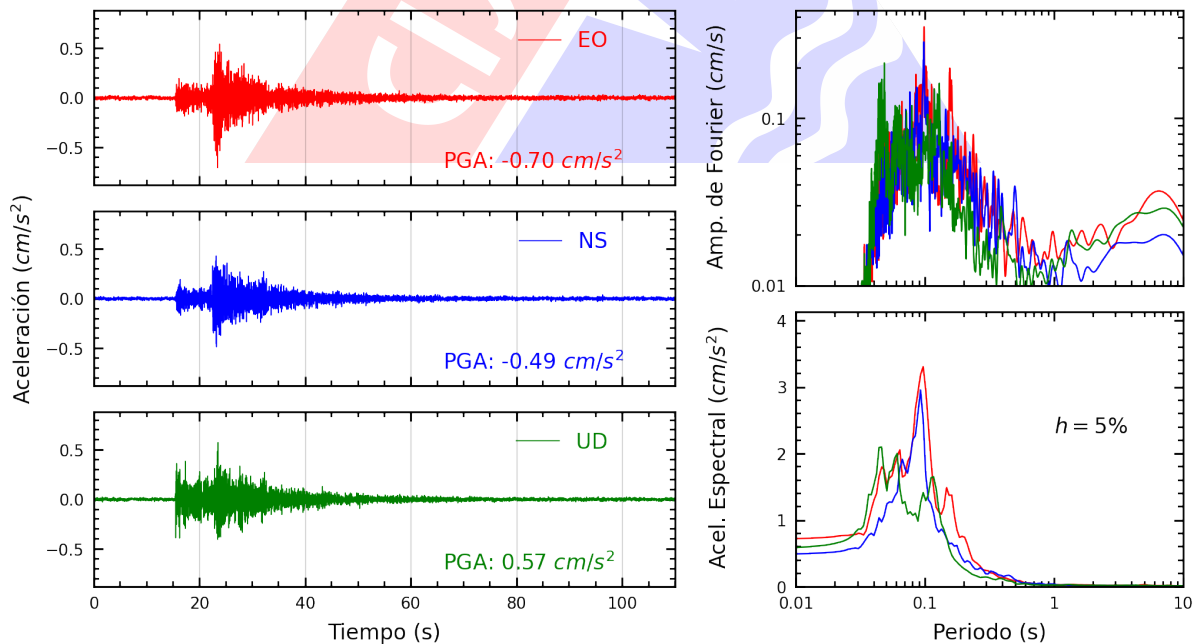 Aceleración (cm/s²)
0.5
0.0
−0.5
EO
PGA: -0.70 cm/s²
0.5
0.0
−0.5
NS
PGA: -0.49 cm/s²
0.5
0.0
−0.5
UD
PGA: 0.57 cm/s²
0 20 40 60 80 100
Tiempo (s)
Amp. de Fourier (cm/s)
0.1
0.01
Acel. Espectral (cm/s²)
4
3
2
1
0
h = 5%
0.01 0.1 1 10
Periodo (s)